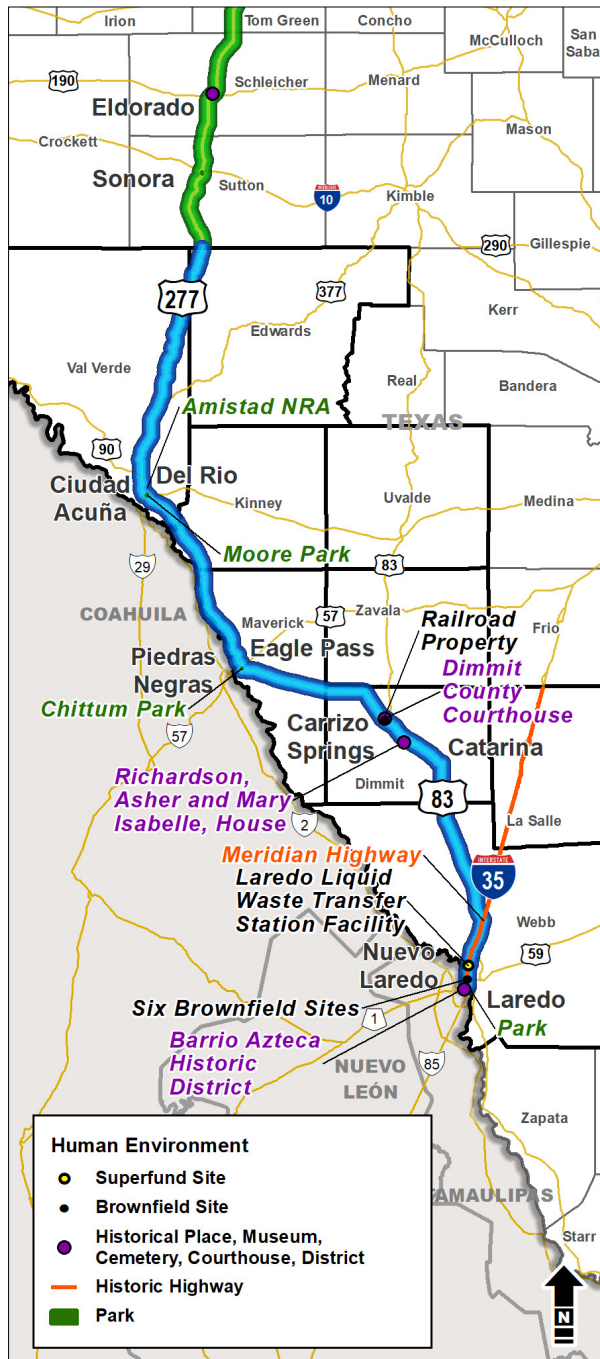 Irion
Tom Green
Concho
McCulloch
San
Saba
190
Schleicher
Menard
Eldorado
Mason
Crockett
Sonora
Sutton
INTERSTATE
10
Kimble
290
Gillespie
277
377
Kerr
Edwards
Val Verde
Real
Bandera
Amistad NRA
TEXAS
90
Del Rio
Ciudad
Acuña
Kinney
Uvalde
Medina
Moore Park
29
83
COAHUILA
57
Zavala
Maverick
Frio
Railroad
Property
Eagle Pass
Piedras
Negras
Dimmit
County
Courthouse
Chittum Park
57
Carrizo
Springs
Catarina
Richardson,
Asher and Mary
Isabelle, House
Dimmit
83
2
La Salle
Meridian Highway
INTERSTATE
35
Laredo Liquid
Waste Transfer
Station Facility
Webb
59
Nuevo
Laredo
Six Brownfield Sites
Laredo
Park
1
Barrio Azteca
Historic
District
NUEVO
LEÓN
85
Zapata
TAMAULIPAS
Starr
Human Environment
Superfund Site
Brownfield Site
Historical Place, Museum,
Cemetery, Courthouse, District
Historic Highway
Park
N